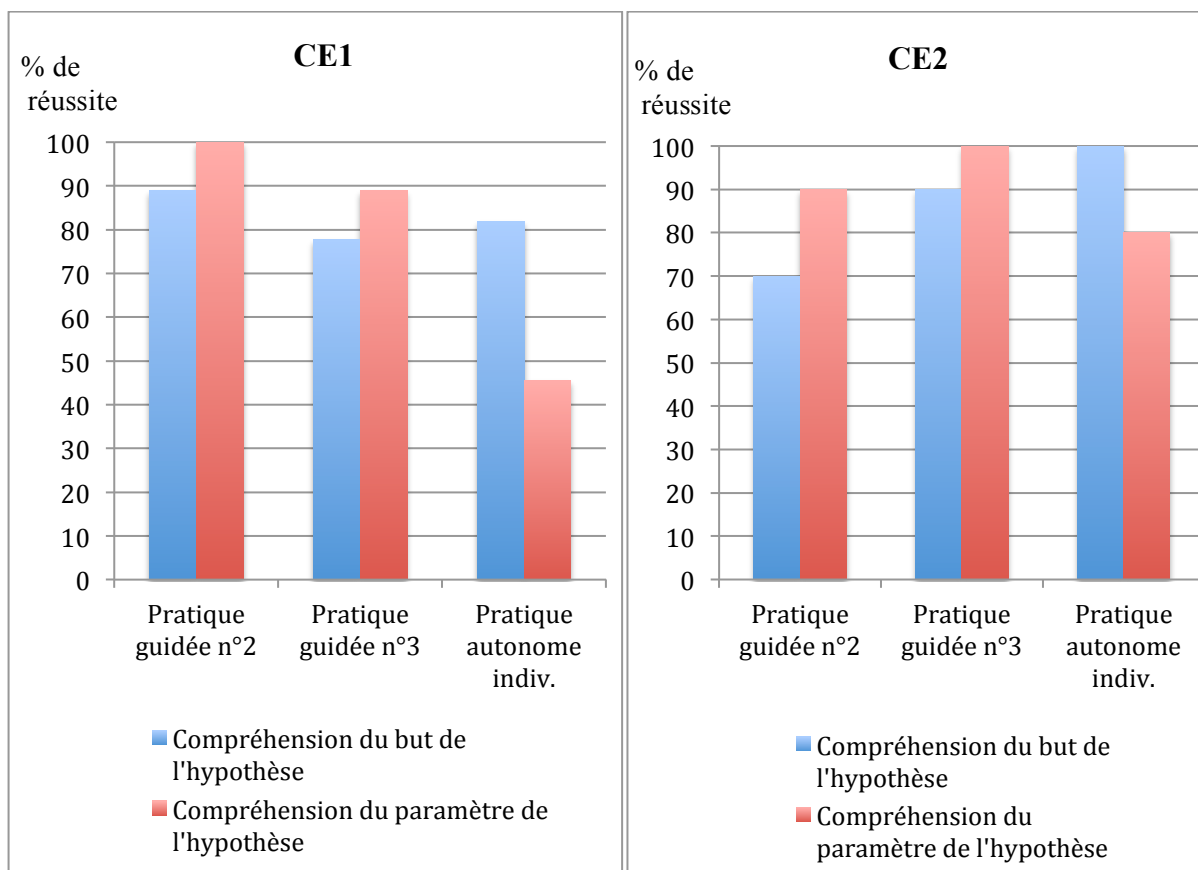 CE1
% de
réussite
100
90
80
70
60
50
40
30
20
10
0
Pratique
guidée n°2
Pratique
guidée n°3
Pratique
autonome
indiv.
Compréhension du but de
l'hypothèse
Compréhension du paramètre de
l'hypothèse
CE2
% de
réussite
100
90
80
70
60
50
40
30
20
10
0
Pratique
guidée n°2
Pratique
guidée n°3
Pratique
autonome
indiv.
Compréhension du but de
l'hypothèse
Compréhension du
paramètre de l'hypothèse